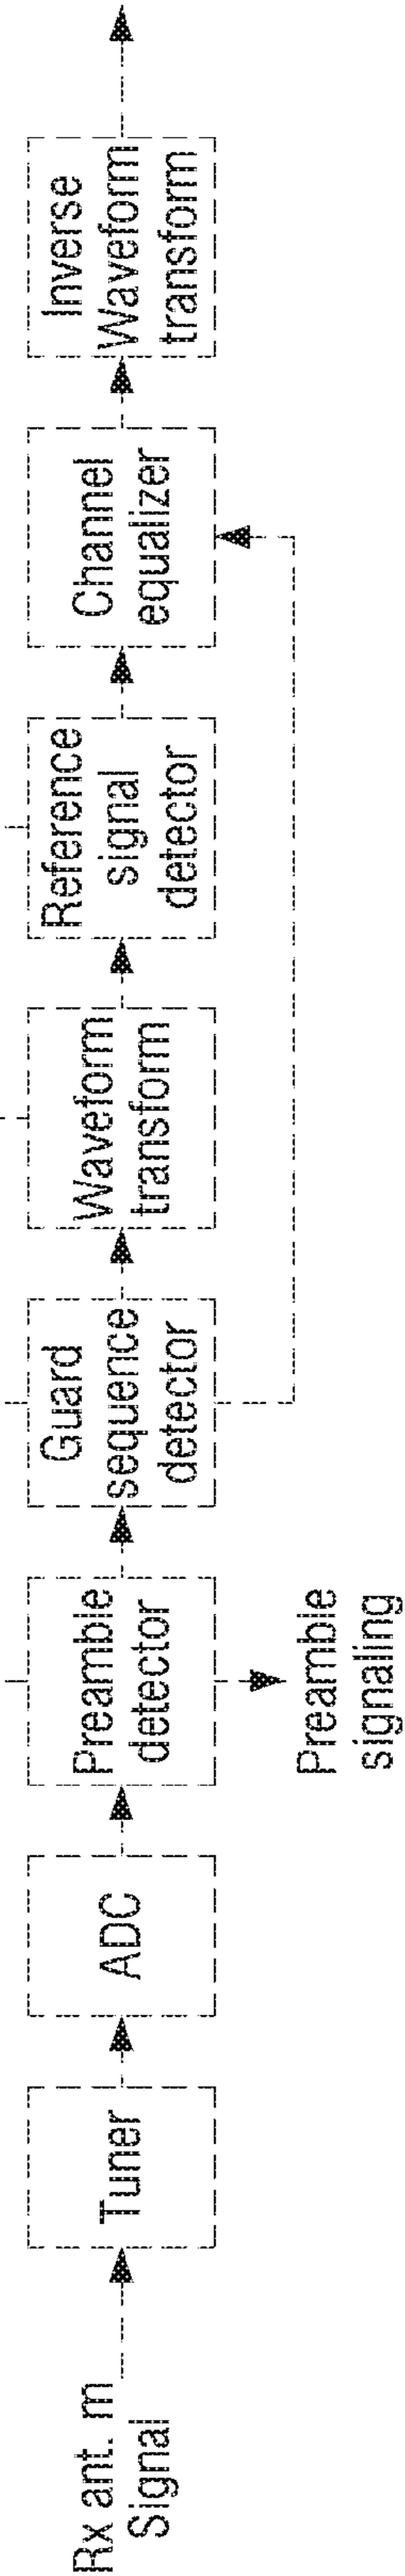 Rx ant. m
Signal
Tuner
ADC
Preamble
detector
Preamble
signaling
Guard
sequence
detector
Waveform
transform
Reference
signal
detector
Channel
equalizer
Inverse
Waveform
transform